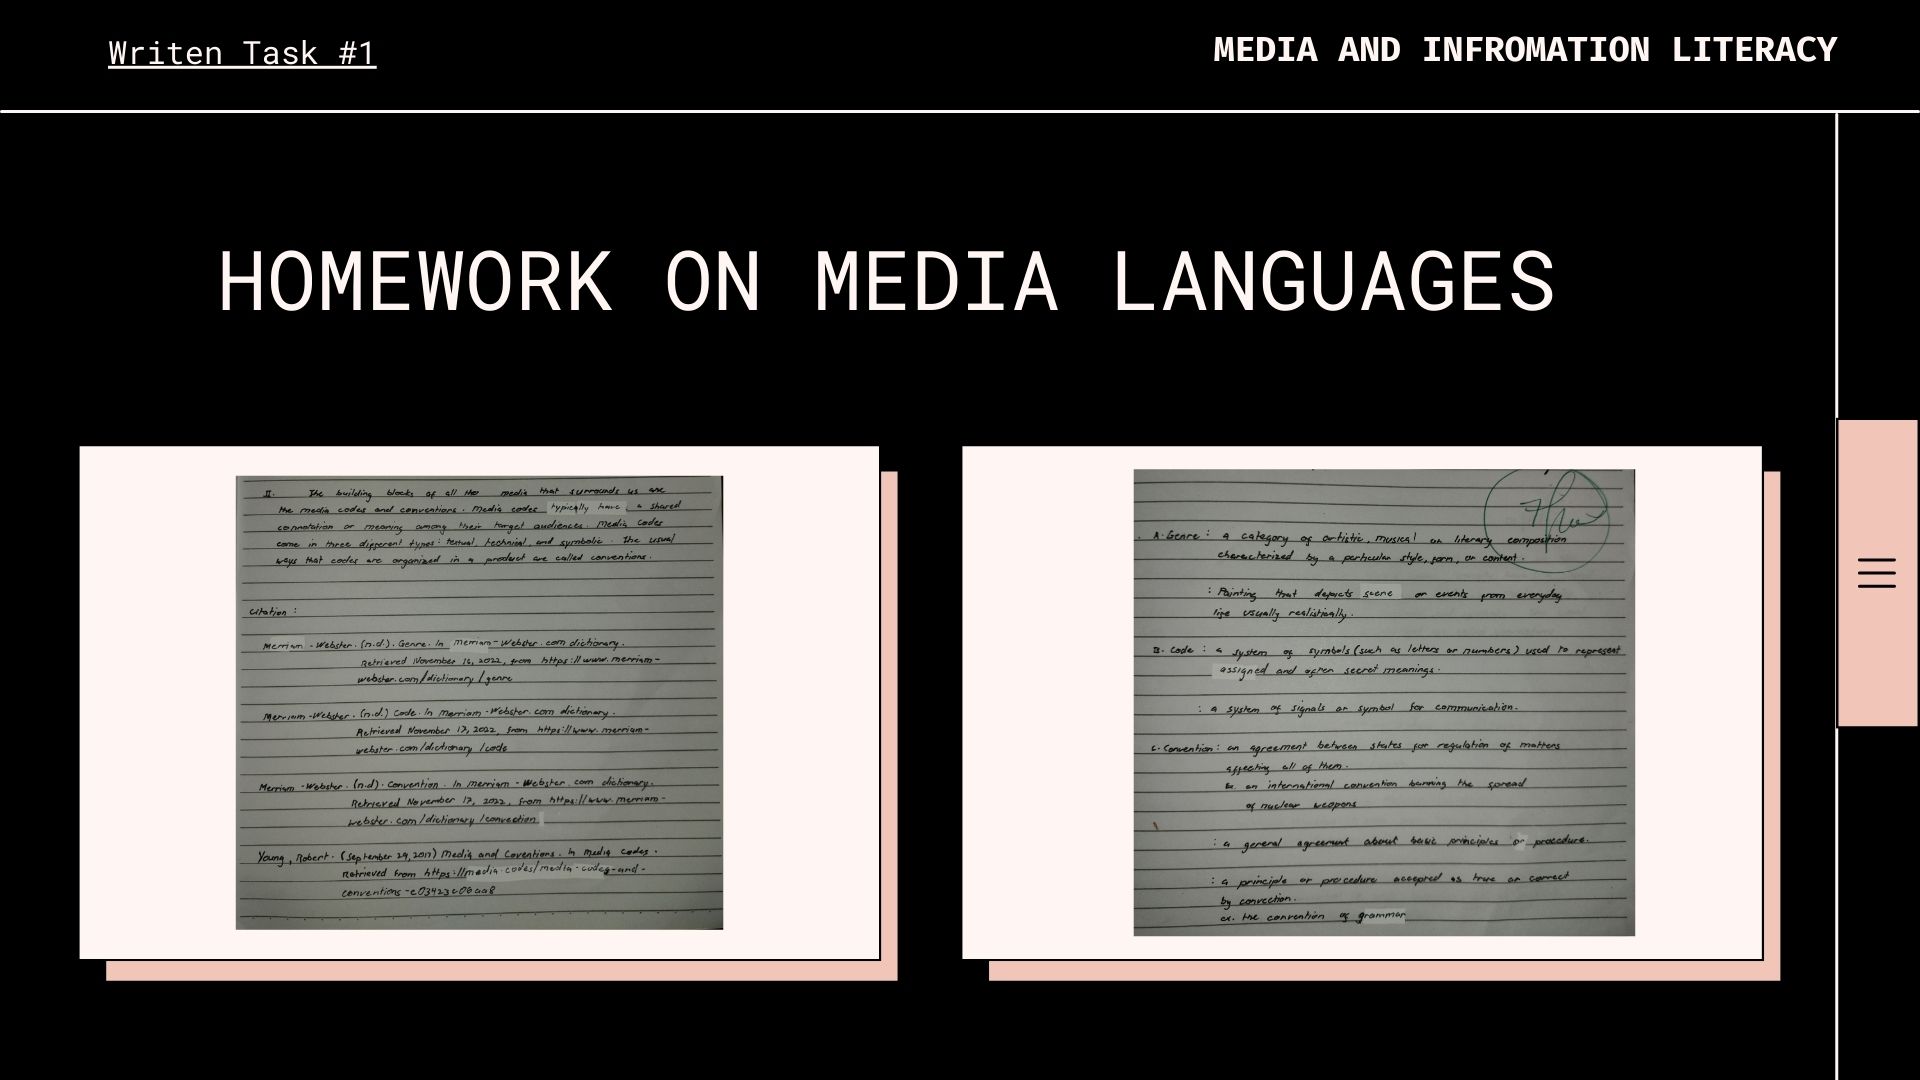 Writen Task #1
MEDIA AND INFROMATION LITERACY
HOMEWORK ON MEDIA LANGUAGES
II. The building blocks of all the media that surrounds us are
the media codes and conventions. Media codes typically have a shared
connotation or meaning among their target audiences. Media Codes
come in three different types: textual, technical, and symbolic. The usual
ways that codes are organized in a product are called conventions.
Citation :
Merriam-Webster. (n.d.). Genre. In merriam-Webster.com dictionary.
Retrieved November 16, 2022, from https://www.merriam-
webster.com/dictionary/genre
Merriam-Webster. (n.d.) Code. In merriam-Webster.com dictionary.
Retrieved November 17, 2022, from https://www.merriam-
webster.com/dictionary/code
Merriam-Webster. (n.d). Convention. In merriam-Webster.com dictionary.
Retrieved November 17, 2022, from https://www.merriam-
webster.com/dictionary/convection
Young, Robert. (September 29, 2017) Media and Coventions. In Media Codes.
Retrieved from https://media-codes/media-codes-and-
conventions-c03423c06aa8
A. Genre : a category of artistic, musical or literary composition
characterized by a particular style, form, or content.
: Painting that depicts scene or events from everyday
life usually realistically.
B. Code : a system of symbols (such as letters or numbers) used to represent
assigned and often secret meanings.
: a system of signals or symbol for communication.
C. Convention : an agreement between states for regulation of matters
affecting all of them.
Ex. an international convention banning the spread
of nuclear weapons
: a general agreement about basic principles or procedure.
: a principle or procedure accepted as true or correct
by convection.
ex. the convention of grammar